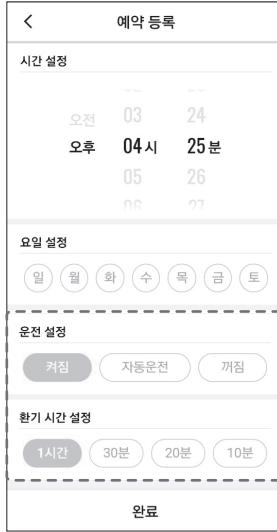 예약 등록
시간 설정
오전 03 24
오후 04시 25분
05 26
06 27
요일 설정
일 월 화 수 목 금 토
운전 설정
켜짐 자동운전 꺼짐
환기 시간 설정
1시간 30분 20분 10분
완료